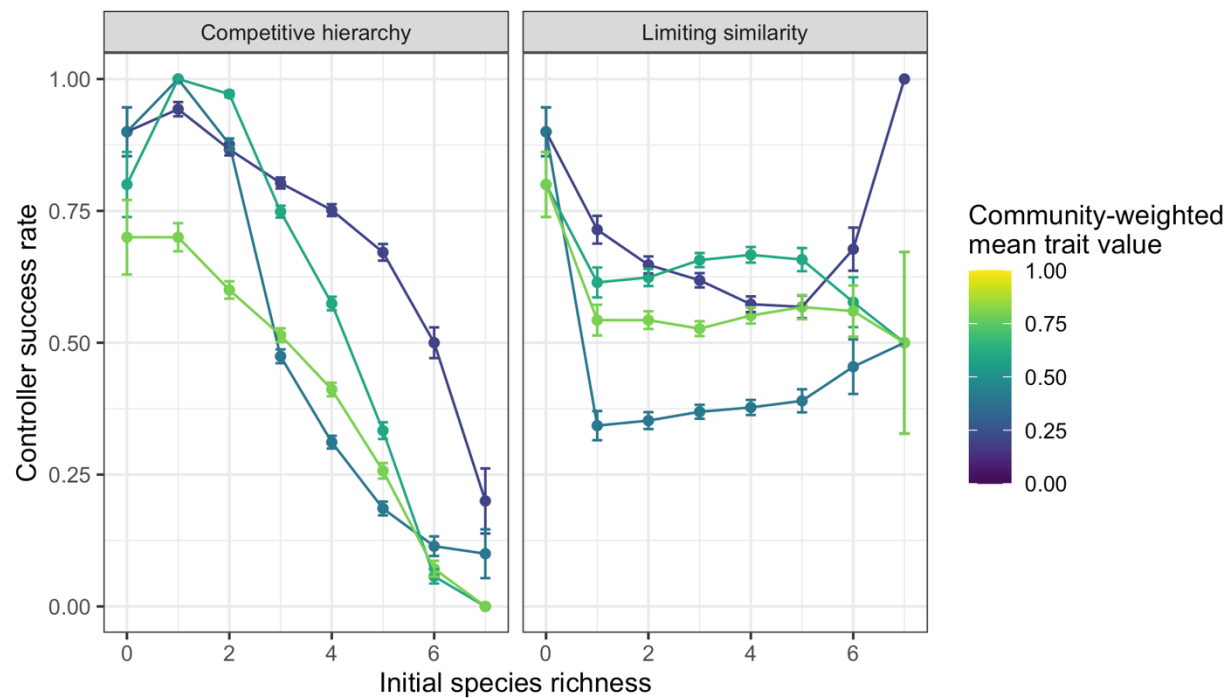 Competitive hierarchy
Limiting similarity
Controller success rate
1.00
0.75
0.50
0.25
0.00
0 2 4 6
0 2 4 6
Initial species richness
Community-weighted
mean trait value
1.00
0.75
0.50
0.25
0.00